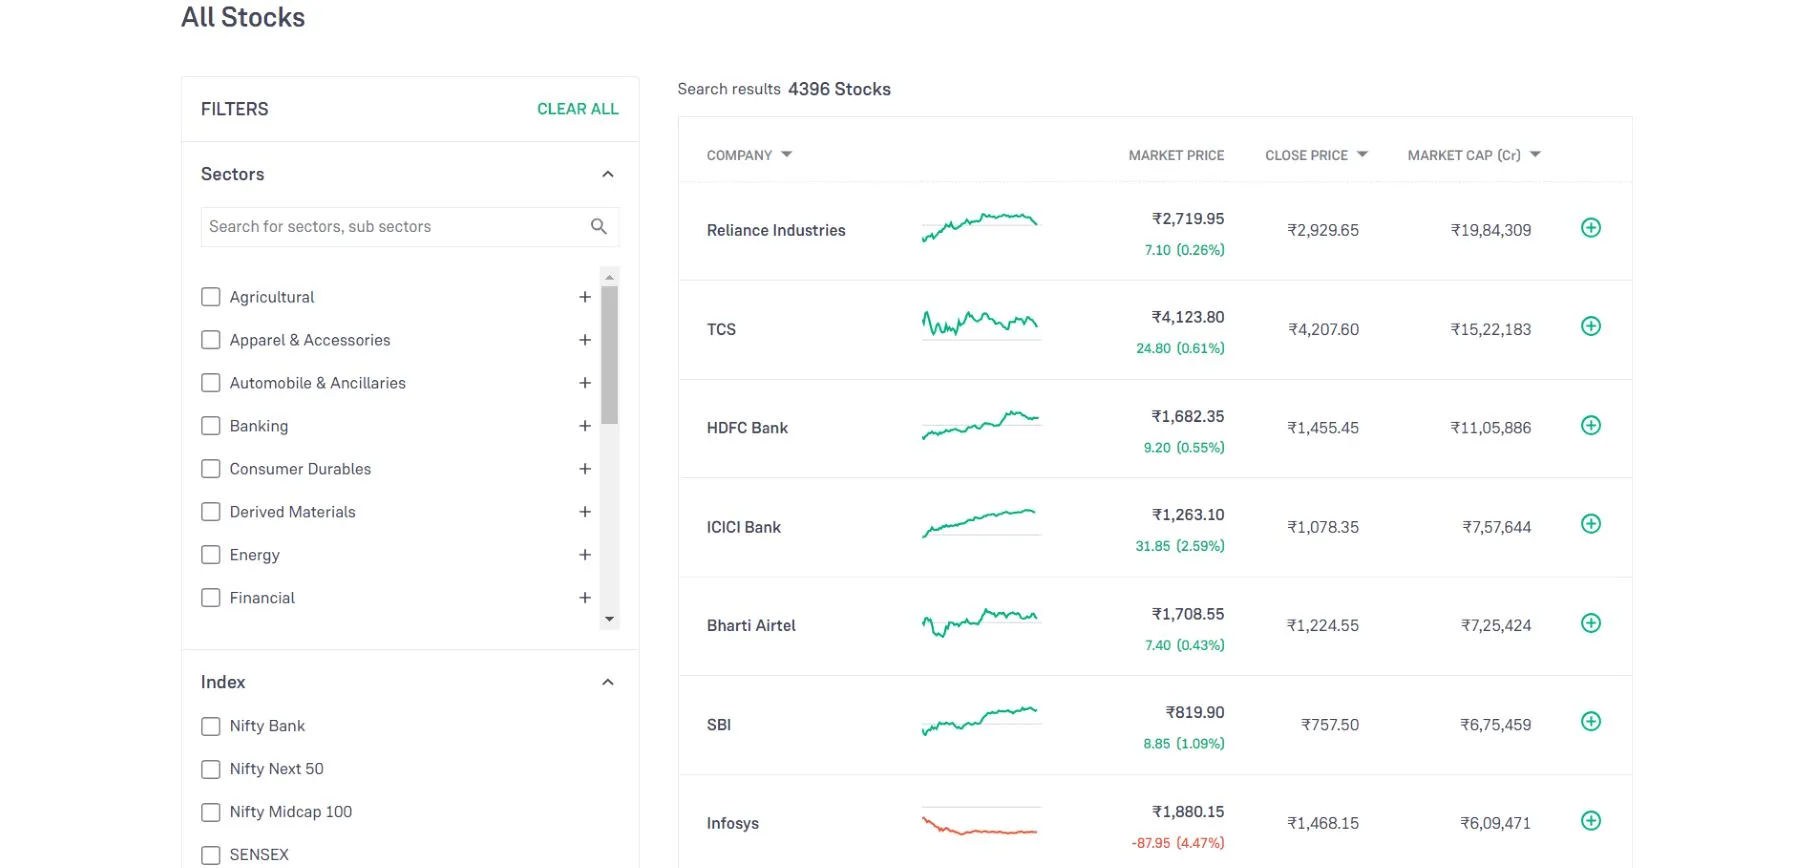 All Stocks
FILTERS CLEAR ALL
Sectors
Search for sectors, sub sectors
Agricultural +
Apparel & Accessories +
Automobile & Ancillaries +
Banking +
Consumer Durables +
Derived Materials +
Energy +
Financial +
Index
Nifty Bank
Nifty Next 50
Nifty Midcap 100
SENSEX
Search results 4396 Stocks
COMPANY MARKET PRICE CLOSE PRICE MARKET CAP (Cr)
Reliance Industries ₹2,719.95 ₹2,929.65 ₹19,84,309
7.10 (0.26%)
TCS ₹4,123.80 ₹4,207.60 ₹15,22,183
24.80 (0.61%)
HDFC Bank ₹1,682.35 ₹1,455.45 ₹11,05,886
9.20 (0.55%)
ICICI Bank ₹1,263.10 ₹1,078.35 ₹7,57,644
31.85 (2.59%)
Bharti Airtel ₹1,708.55 ₹1,224.55 ₹7,25,424
7.40 (0.43%)
SBI ₹819.90 ₹757.50 ₹6,75,459
8.85 (1.09%)
Infosys ₹1,880.15 ₹1,468.15 ₹6,09,471
-87.95 (4.47%)